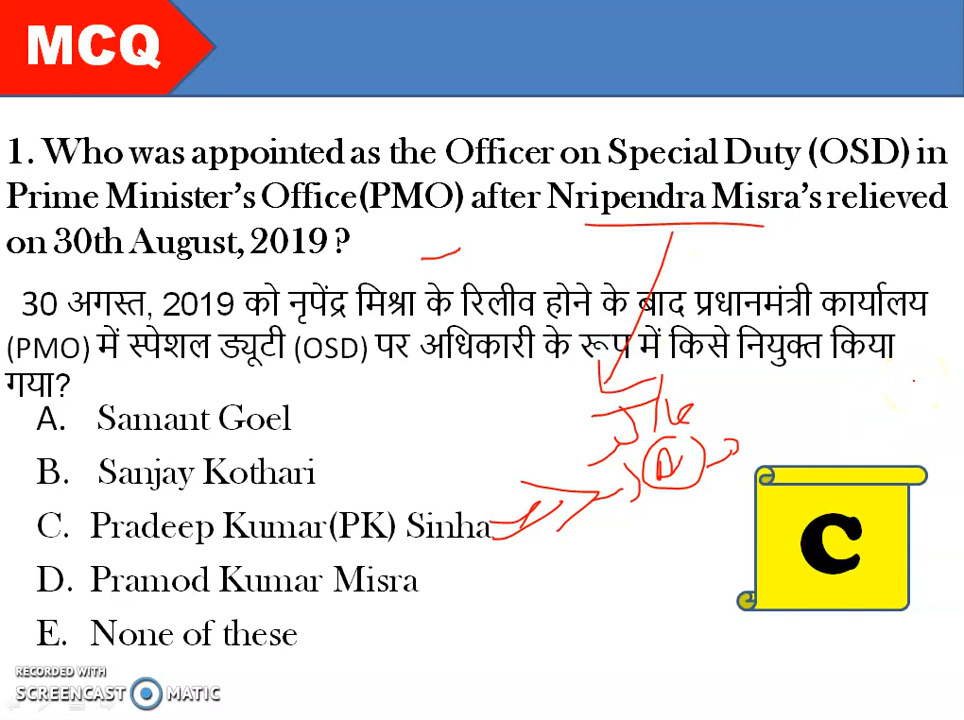 MCQ
1. Who was appointed as the Officer on Special Duty (OSD) in
Prime Minister's Office(PMO) after Nripendra Misra's relieved
on 30th August, 2019 ?
30 अगस्त, 2019 को नृपेंद्र मिश्रा के रिलीव होने के बाद प्रधानमंत्री कार्यालय
(PMO) में स्पेशल ड्यूटी (OSD) पर अधिकारी के रूप में किसे नियुक्त किया
गया?
A. Samant Goel
B. Sanjay Kothari
C. Pradeep Kumar(PK) Sinha
D. Pramod Kumar Misra
E. None of these
C
RECORDED WITH
SCREENCAST MATIC